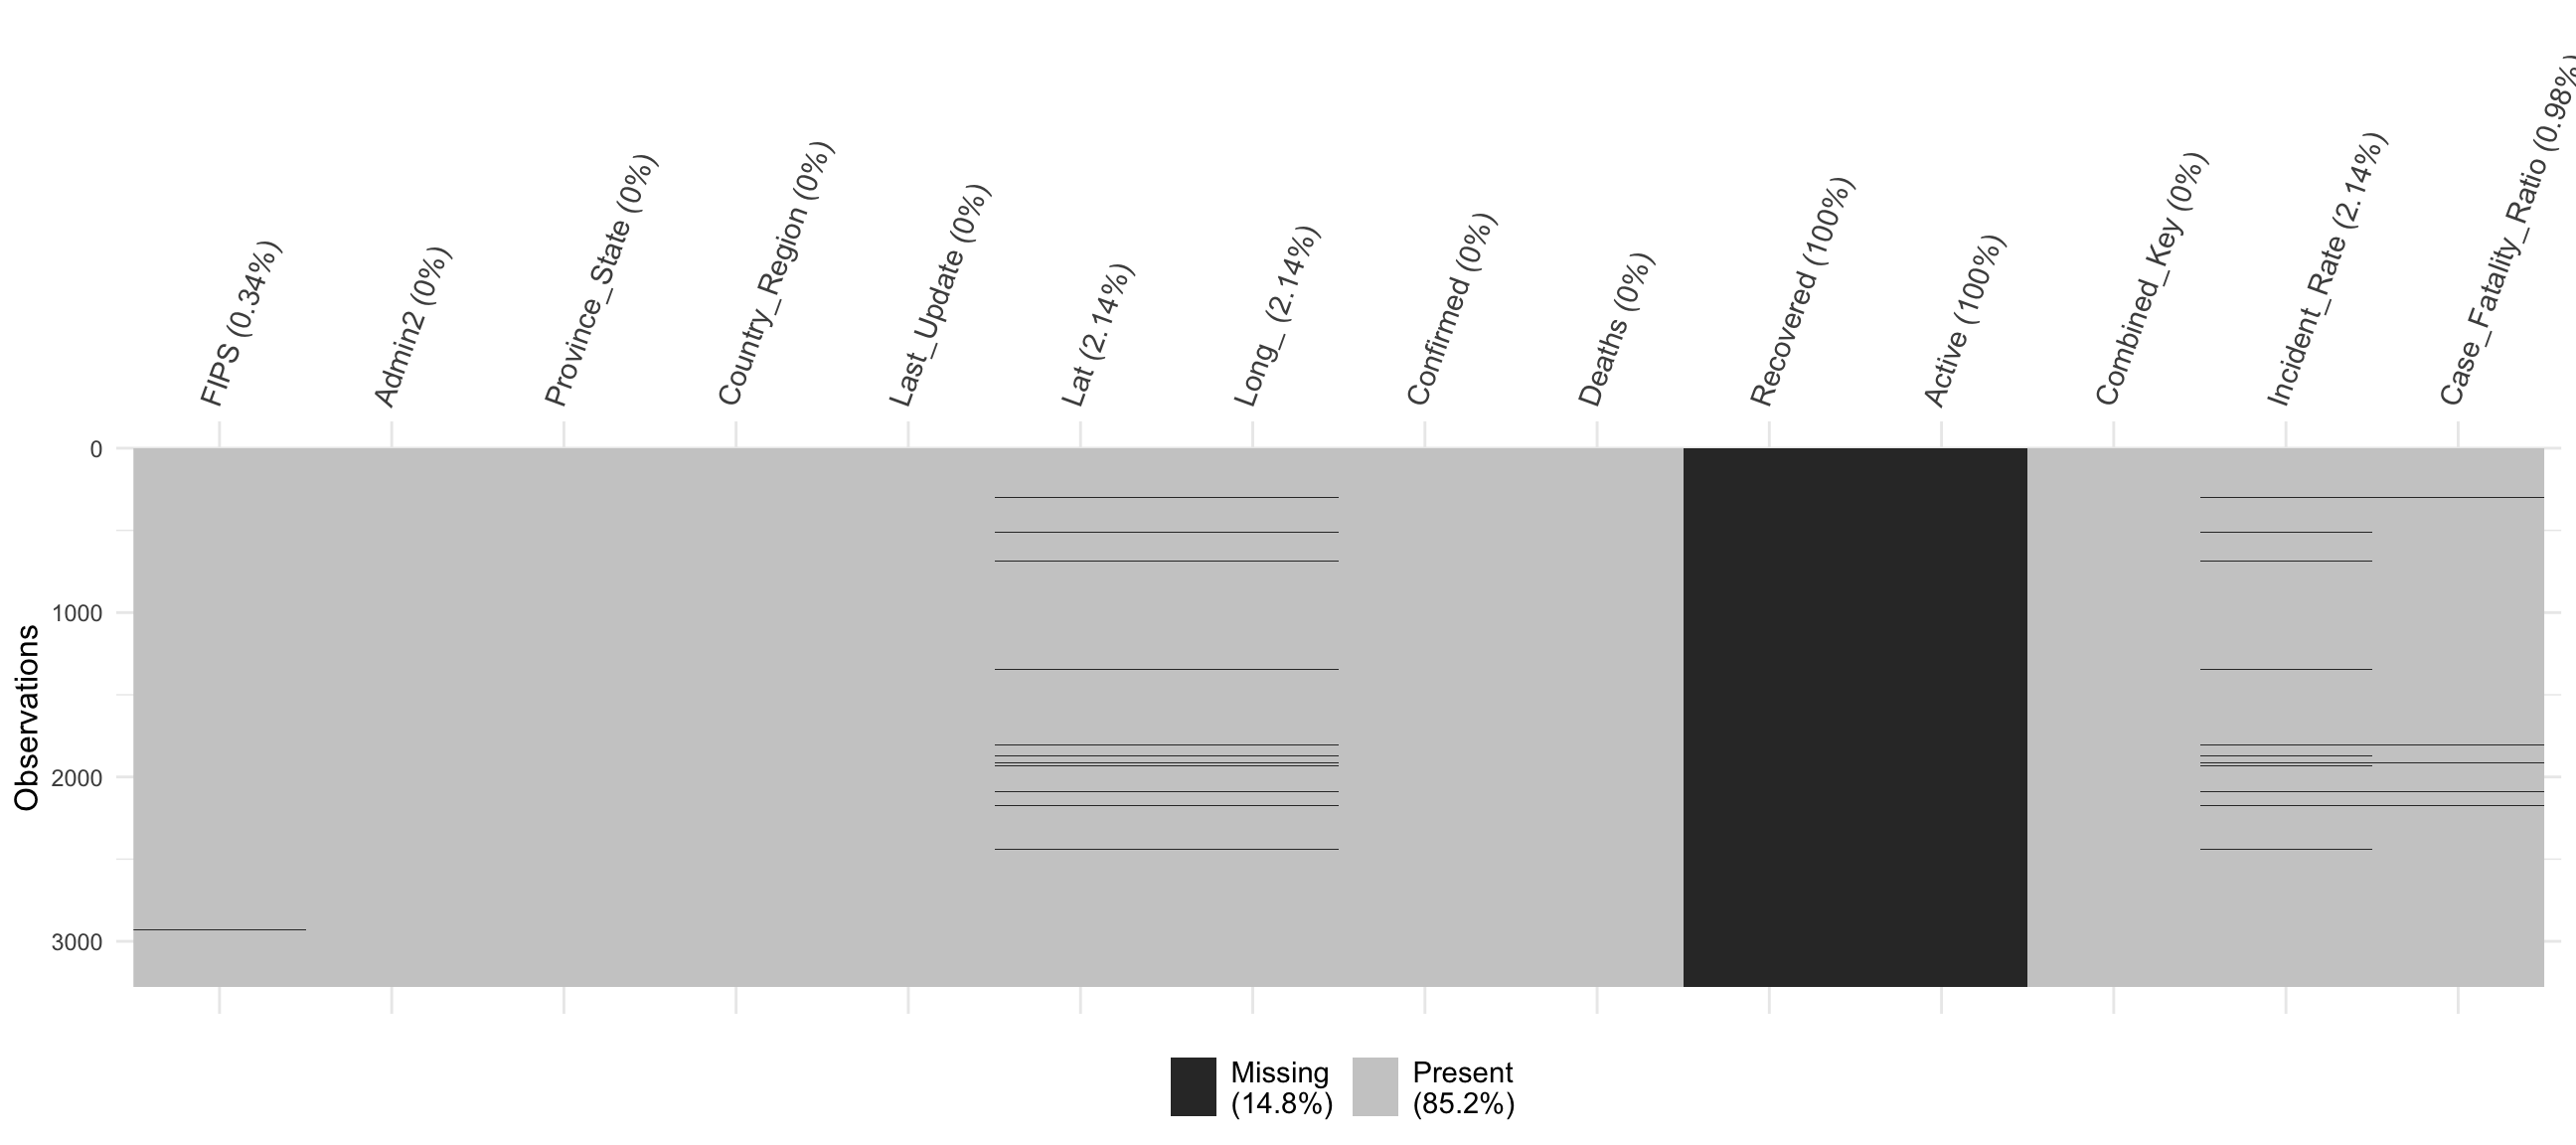 FIPS (0.34%)
Admin2 (0%)
Province_State (0%)
Country_Region (0%)
Last_Update (0%)
Lat (2.14%)
Long_ (2.14%)
Confirmed (0%)
Deaths (0%)
Recovered (100%)
Active (100%)
Combined_Key (0%)
Incident_Rate (2.14%)
Case_Fatality_Ratio (0.98%)
0
1000
2000
3000
Observations
Missing
(14.8%)
Present
(85.2%)